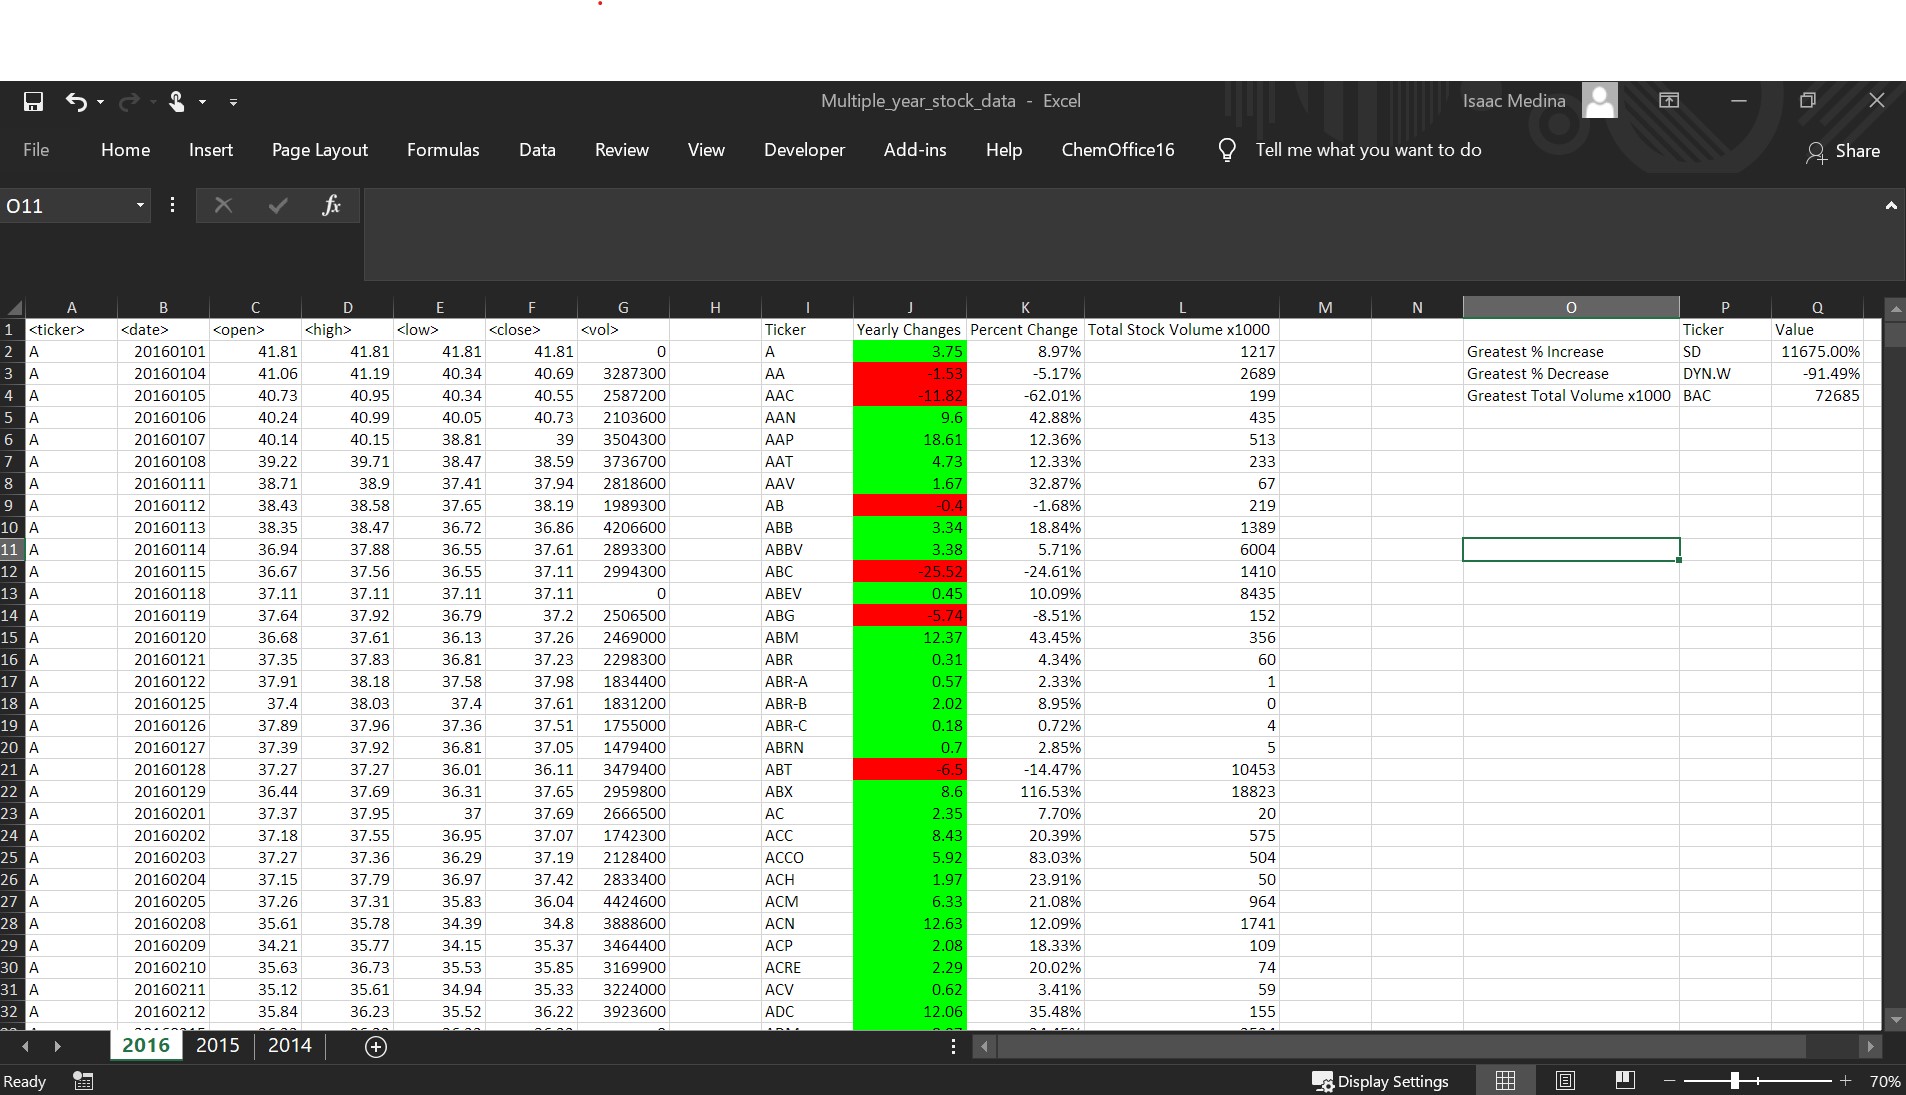 Multiple_year_stock_data - Excel Isaac Medina
File Home Insert Page Layout Formulas Data Review View Developer Add-ins Help ChemOffice16 Tell me what you want to do Share
O11 fx
A B C D E F G H I J K L M N O P Q
1 <ticker> <date> <open> <high> <low> <close> <vol> Ticker Yearly Changes Percent Change Total Stock Volume x1000 Ticker Value
2 A 20160101 41.81 41.81 41.81 41.81 0 A 3.75 8.97% 1217 Greatest % Increase SD 11675.00%
3 A 20160104 41.06 41.19 40.34 40.69 3287300 AA -1.53 -5.17% 2689 Greatest % Decrease DYN.W -91.49%
4 A 20160105 40.73 40.95 40.34 40.55 2587200 AAC -11.82 -62.01% 199 Greatest Total Volume x1000 BAC 72685
5 A 20160106 40.24 40.99 40.05 40.73 2103600 AAN 9.6 42.88% 435
6 A 20160107 40.14 40.15 38.81 39 3504300 AAP 18.61 12.36% 513
7 A 20160108 39.22 39.71 38.47 38.59 3736700 AAT 4.73 12.33% 233
8 A 20160111 38.71 38.9 37.41 37.94 2818600 AAV 1.67 32.87% 67
9 A 20160112 38.43 38.58 37.65 38.19 1989300 AB -0.4 -1.68% 219
10 A 20160113 38.35 38.47 36.72 36.86 4206600 ABB 3.34 18.84% 1389
11 A 20160114 36.94 37.88 36.55 37.61 2893300 ABBV 3.38 5.71% 6004
12 A 20160115 36.67 37.56 36.55 37.11 2994300 ABC -25.52 -24.61% 1410
13 A 20160118 37.11 37.11 37.11 37.11 0 ABEV 0.45 10.09% 8435
14 A 20160119 37.64 37.92 36.79 37.2 2506500 ABG -5.74 -8.51% 152
15 A 20160120 36.68 37.61 36.13 37.26 2469000 ABM 12.37 43.45% 356
16 A 20160121 37.35 37.83 36.81 37.23 2298300 ABR 0.31 4.34% 60
17 A 20160122 37.91 38.18 37.58 37.98 1834400 ABR-A 0.57 2.33% 1
18 A 20160125 37.4 38.03 37.4 37.61 1831200 ABR-B 2.02 8.95% 0
19 A 20160126 37.89 37.96 37.36 37.51 1755000 ABR-C 0.18 0.72% 4
20 A 20160127 37.39 37.92 36.81 37.05 1479400 ABRN 0.7 2.85% 5
21 A 20160128 37.27 37.27 36.01 36.11 3479400 ABT -6.5 -14.47% 10453
22 A 20160129 36.44 37.69 36.31 37.65 2959800 ABX 8.6 116.53% 18823
23 A 20160201 37.37 37.95 37 37.69 2666500 AC 2.35 7.70% 20
24 A 20160202 37.18 37.55 36.95 37.07 1742300 ACC 8.43 20.39% 575
25 A 20160203 37.27 37.36 36.29 37.19 2128400 ACCO 5.92 83.03% 504
26 A 20160204 37.15 37.79 36.97 37.42 2833400 ACH 1.97 23.91% 50
27 A 20160205 37.26 37.31 35.83 36.04 4424600 ACM 6.33 21.08% 964
28 A 20160208 35.61 35.78 34.39 34.8 3888600 ACN 12.63 12.09% 1741
29 A 20160209 34.21 35.77 34.15 35.37 3464400 ACP 2.08 18.33% 109
30 A 20160210 35.63 36.73 35.53 35.85 3169900 ACRE 2.29 20.02% 74
31 A 20160211 35.12 35.61 34.94 35.33 3224000 ACV 0.62 3.41% 59
32 A 20160212 35.84 36.23 35.52 36.22 3923600 ADC 12.06 35.48% 155
2016 2015 2014
Ready Display Settings 70%